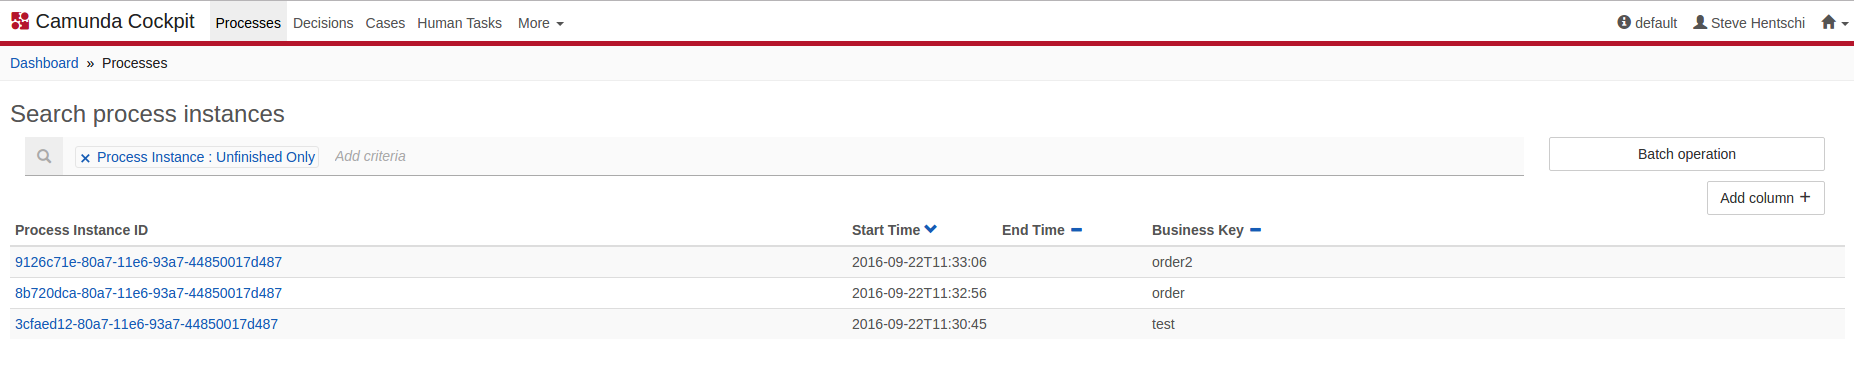 Camunda Cockpit Processes Decisions Cases Human Tasks More default Steve Hentschi
Dashboard » Processes
Search process instances
× Process Instance : Unfinished Only Add criteria Batch operation
Add column +
Process Instance ID Start Time End Time Business Key
9126c71e-80a7-11e6-93a7-44850017d487 2016-09-22T11:33:06 order2
8b720dca-80a7-11e6-93a7-44850017d487 2016-09-22T11:32:56 order
3cfaed12-80a7-11e6-93a7-44850017d487 2016-09-22T11:30:45 test